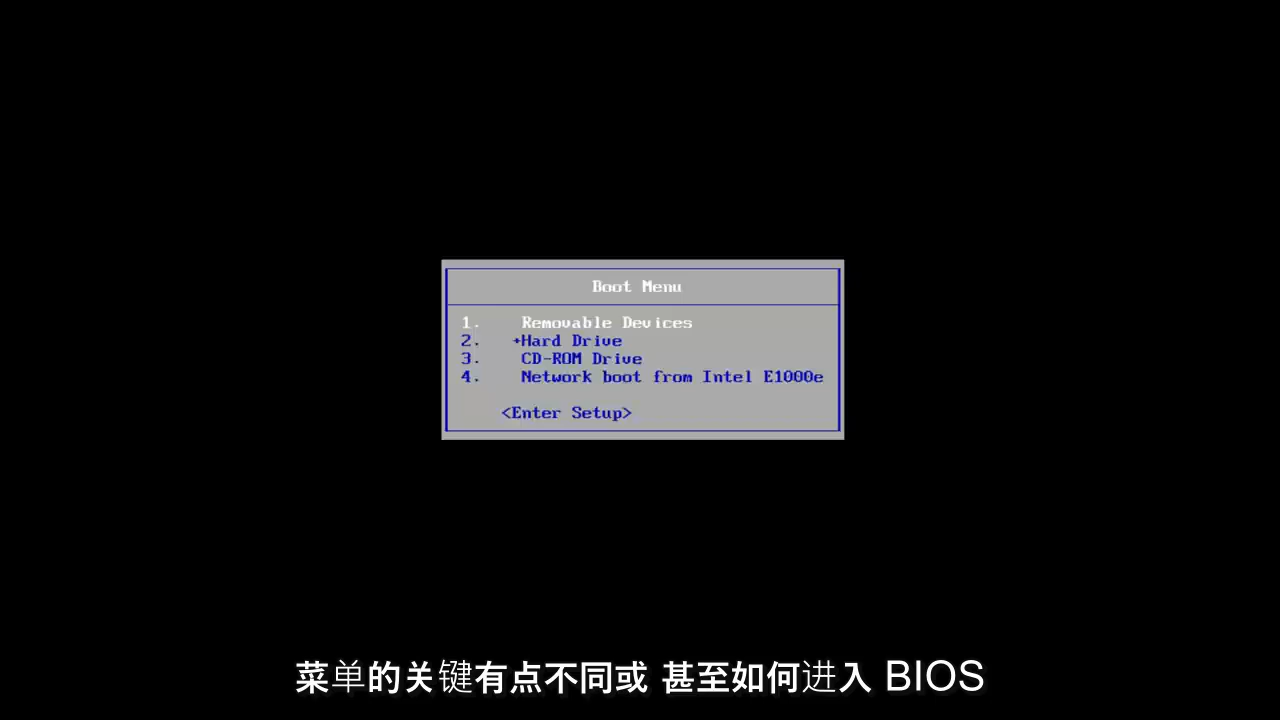 Boot Menu
1. Removable Devices
2. +Hard Drive
3. CD-ROM Drive
4. Network boot from Intel E1000e
<Enter Setup>
菜单的关键有点不同或 甚至如何进入 BIOS